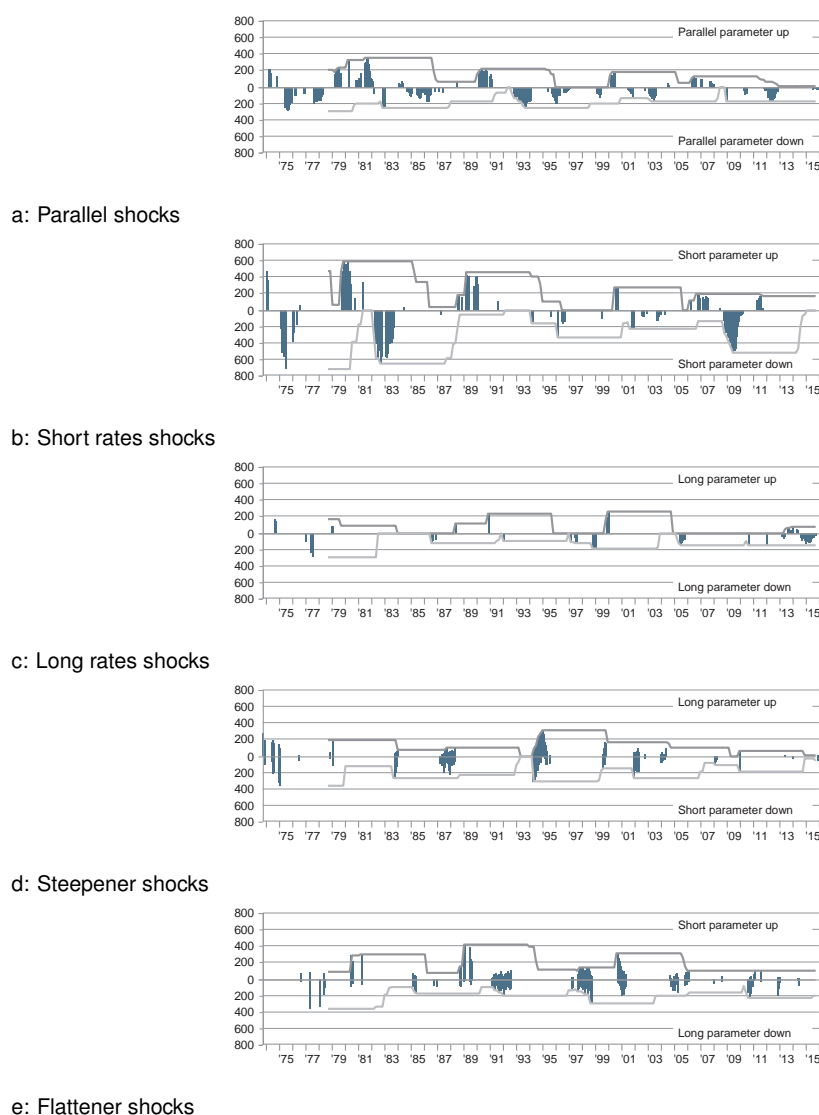 800
600
Parallel parameter up
400
200
0
200
400
600
Parallel parameter down
800
'75 '77 '79 '81 '83 '85 '87 '89 '91 '93 '95 '97 '99 '01 '03 '05 '07 '09 '11 '13 '15
a: Parallel shocks
800
600
Short parameter up
400
200
0
200
400
600
Short parameter down
800
'75 '77 '79 '81 '83 '85 '87 '89 '91 '93 '95 '97 '99 '01 '03 '05 '07 '09 '11 '13 '15
b: Short rates shocks
800
600
Long parameter up
400
200
0
200
400
600
Long parameter down
800
'75 '77 '79 '81 '83 '85 '87 '89 '91 '93 '95 '97 '99 '01 '03 '05 '07 '09 '11 '13 '15
c: Long rates shocks
800
600
Long parameter up
400
200
0
200
400
600
Short parameter down
800
'75 '77 '79 '81 '83 '85 '87 '89 '91 '93 '95 '97 '99 '01 '03 '05 '07 '09 '11 '13 '15
d: Steepener shocks
800
600
Short parameter up
400
200
0
200
400
600
Long parameter down
800
'75 '77 '79 '81 '83 '85 '87 '89 '91 '93 '95 '97 '99 '01 '03 '05 '07 '09 '11 '13 '15
e: Flattener shocks